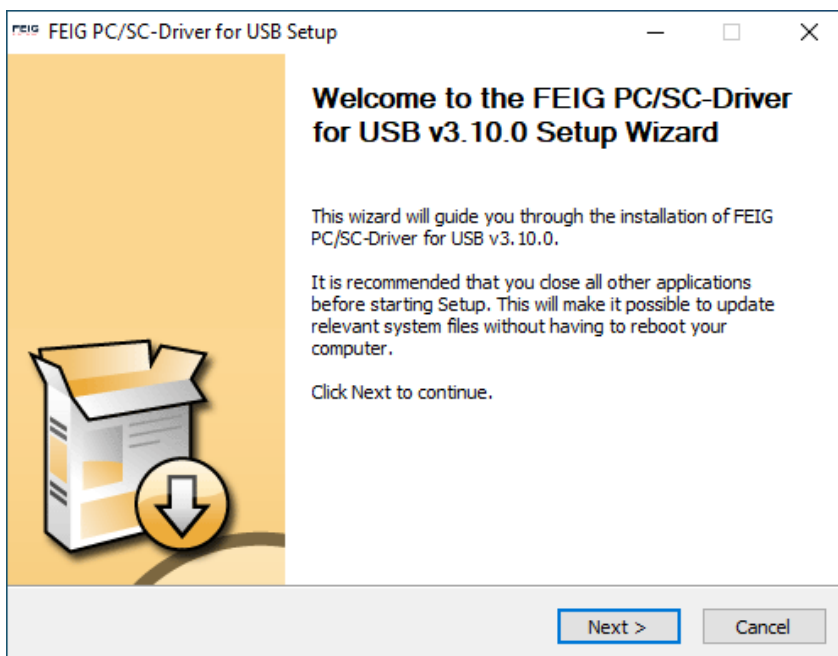 FEIG FEIG PC/SC-Driver for USB Setup
Welcome to the FEIG PC/SC-Driver
for USB v3.10.0 Setup Wizard
This wizard will guide you through the installation of FEIG
PC/SC-Driver for USB v3.10.0.
It is recommended that you close all other applications
before starting Setup. This will make it possible to update
relevant system files without having to reboot your
computer.
Click Next to continue.
Next >
Cancel